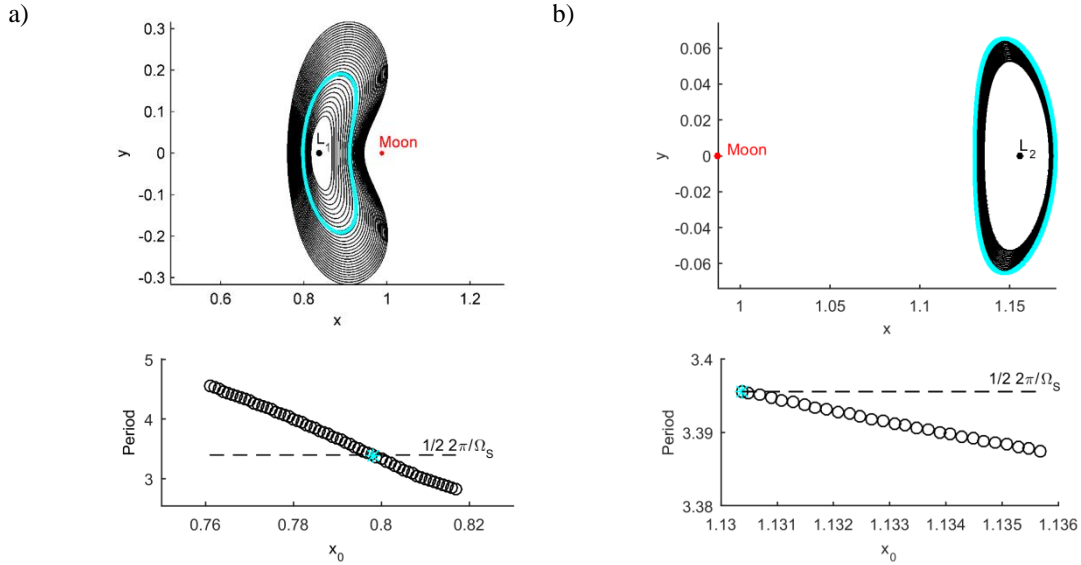 a)
0.3
0.2
0.1
0
-0.1
-0.2
-0.3
y
L1
Moon
0.6
0.8
1
1.2
x
5
4
3
Period
1/2 2π/ΩS
0.76
0.78
0.8
0.82
x0
b)
0.06
0.04
0.02
0
-0.02
-0.04
-0.06
y
Moon
L2
1
1.05
1.1
1.15
x
3.4
3.39
3.38
Period
1/2 2π/ΩS
1.13
1.131
1.132
1.133
1.134
1.135
1.136
x0